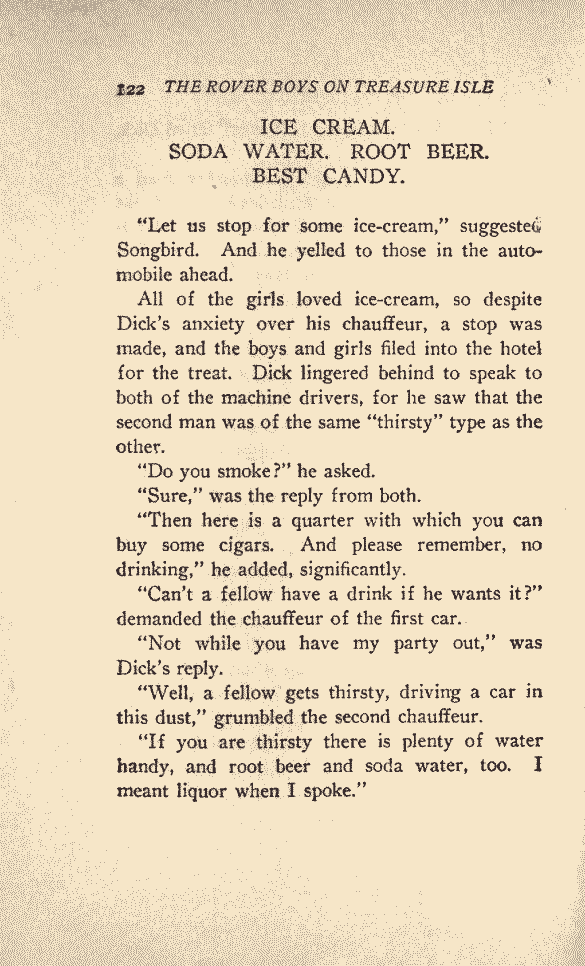 122 THE ROVER BOYS ON TREASURE ISLE
ICE CREAM.
SODA WATER. ROOT BEER.
BEST CANDY.
“Let us stop for some ice-cream,” suggested
Songbird. And he yelled to those in the auto-
mobile ahead.
All of the girls loved ice-cream, so despite
Dick’s anxiety over his chauffeur, a stop was
made, and the boys and girls filed into the hotel
for the treat. Dick lingered behind to speak to
both of the machine drivers, for he saw that the
second man was of the same “thirsty” type as the
other.
“Do you smoke?” he asked.
“Sure,” was the reply from both.
“Then here is a quarter with which you can
buy some cigars. And please remember, no
drinking,” he added, significantly.
“Can’t a fellow have a drink if he wants it?”
demanded the chauffeur of the first car.
“Not while you have my party out,” was
Dick’s reply.
“Well, a fellow gets thirsty, driving a car in
this dust,” grumbled the second chauffeur.
“If you are thirsty there is plenty of water
handy, and root beer and soda water, too. I
meant liquor when I spoke.”